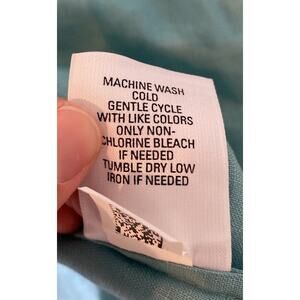 MACHINE WASH
COLD
GENTLE CYCLE
WITH LIKE COLORS
ONLY NON-
CHLORINE BLEACH
IF NEEDED
TUMBLE DRY LOW
IRON IF NEEDED